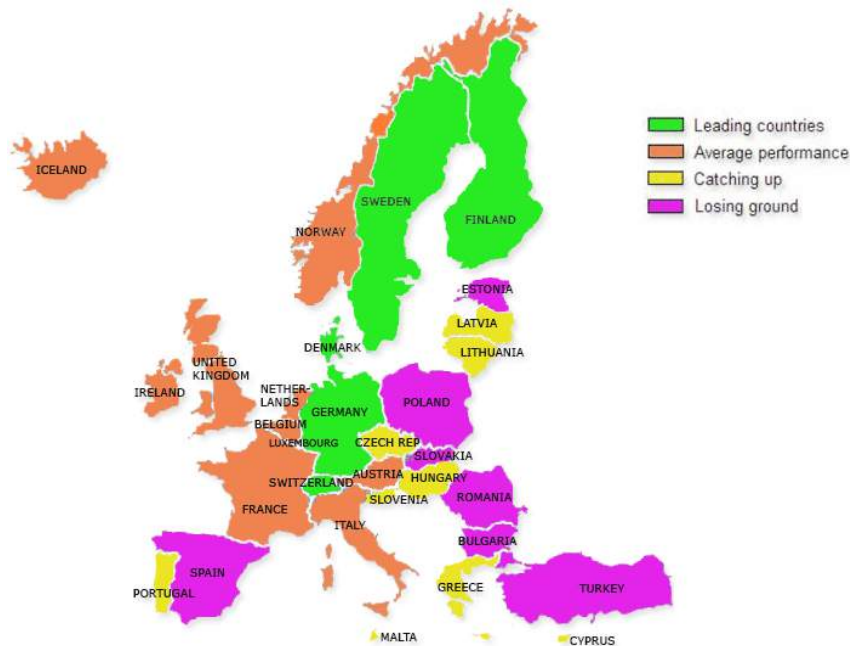 Leading countries
Average performance
Catching up
Losing ground
ICELAND
SWEDEN
FINLAND
NORWAY
ESTONIA
LATVIA
LITHUANIA
DENMARK
UNITED
KINGDOM
IRELAND
NETHER-
LANDS
BELGIUM
LUXEMBOURG
GERMANY
POLAND
CZECH REP
SLOVAKIA
AUSTRIA
HUNGARY
SWITZERLAND
SLOVENIA
FRANCE
ITALY
ROMANIA
BULGARIA
SPAIN
PORTUGAL
GREECE
TURKEY
MALTA
CYPRUS